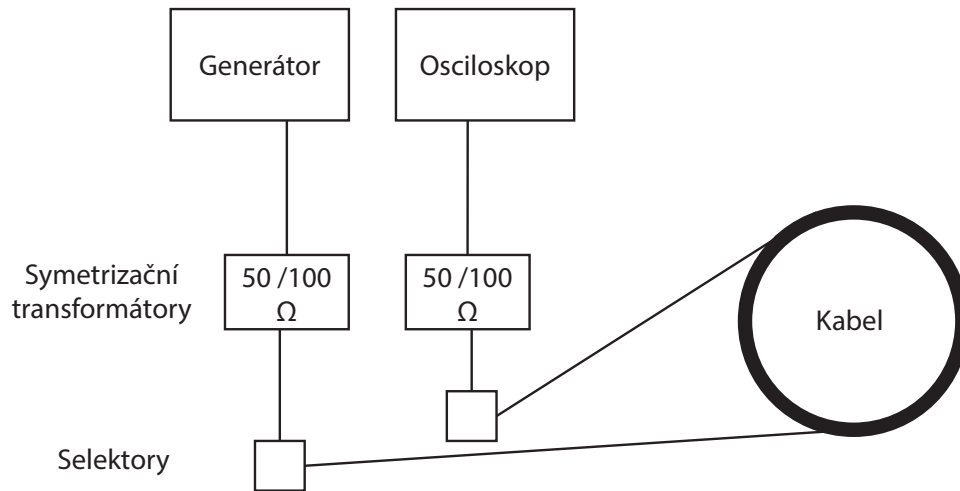 Generátor
Osciloskop
Symetrizační
transformátory
50 /100
Ω
50 /100
Ω
Kabel
Selektory